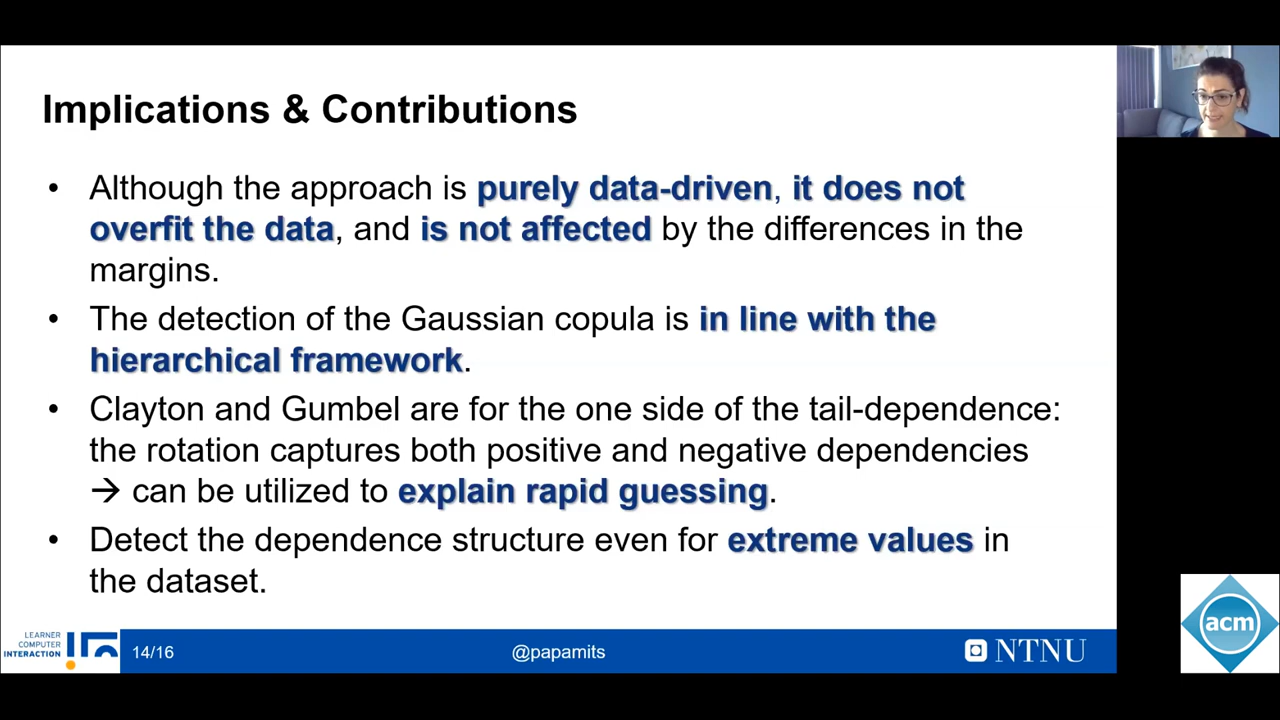 Implications & Contributions
• Although the approach is purely data-driven, it does not
overfit the data, and is not affected by the differences in the
margins.
• The detection of the Gaussian copula is in line with the
hierarchical framework.
• Clayton and Gumbel are for the one side of the tail-dependence:
the rotation captures both positive and negative dependencies
→ can be utilized to explain rapid guessing.
• Detect the dependence structure even for extreme values in
the dataset.
LEARNER
COMPUTER
INTERACTION
14/16
@papamits
NTNU
acm